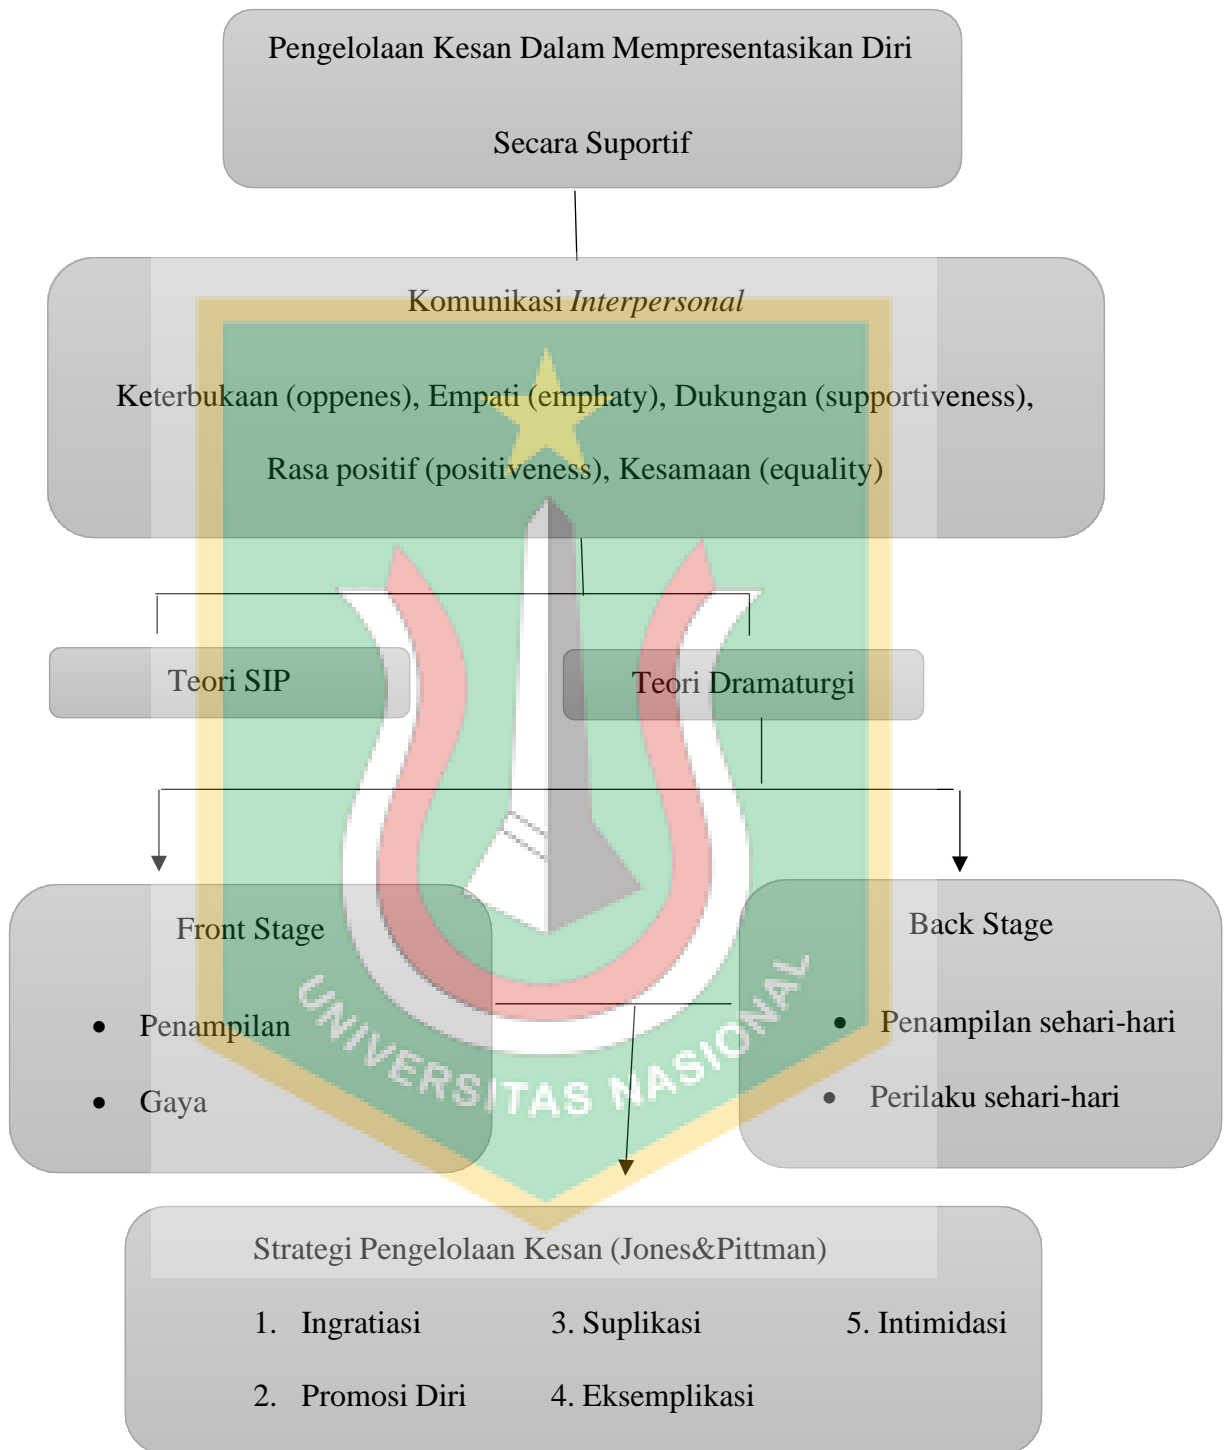 Pengelolaan Kesan Dalam Mempresentasikan Diri
Secara Suportif
Komunikasi Interpersonal
Keterbukaan (oppenes), Empati (emphaty), Dukungan (supportiveness),
Rasa positif (positiveness), Kesamaan (equality)
Teori SIP
Teori Dramaturgi
Front Stage
• Penampilan
• Gaya
Back Stage
• Penampilan sehari-hari
• Perilaku sehari-hari
UNIVERSITAS NASIONAL
Strategi Pengelolaan Kesan (Jones&Pittman)
1. Ingratiasi 3. Suplikasi 5. Intimidasi
2. Promosi Diri 4. Eksemplikasi